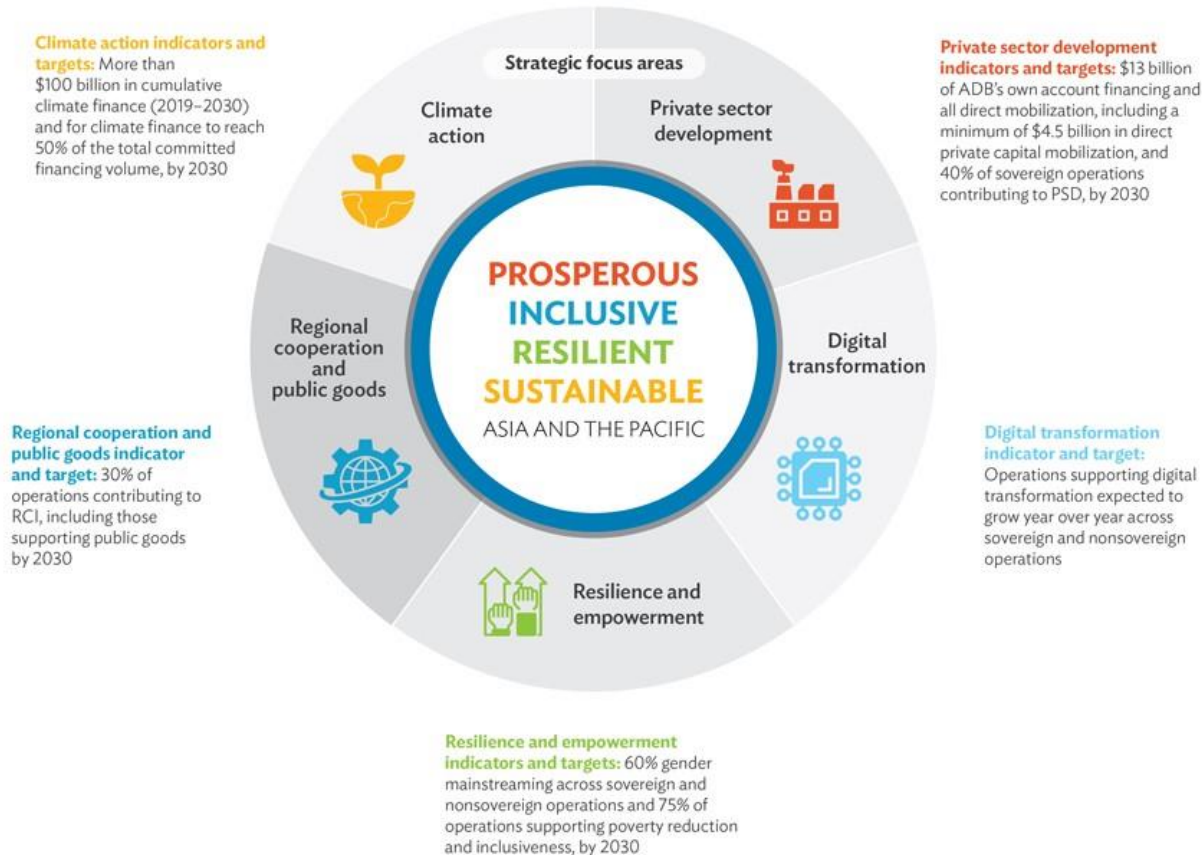 Strategic focus areas
Climate action indicators and
targets: More than
$100 billion in cumulative
climate finance (2019–2030)
and for climate finance to reach
50% of the total committed
financing volume, by 2030
Climate
action
Private sector
development
Private sector development
indicators and targets: $13 billion
of ADB's own account financing and
all direct mobilization, including a
minimum of $4.5 billion in direct
private capital mobilization, and
40% of sovereign operations
contributing to PSD, by 2030
PROSPEROUS
INCLUSIVE
RESILIENT
SUSTAINABLE
ASIA AND THE PACIFIC
Regional
cooperation
and
public goods
Digital
transformation
Regional cooperation and
public goods indicator
and target: 30% of
operations contributing to
RCI, including those
supporting public goods
by 2030
Digital transformation
indicator and target:
Operations supporting digital
transformation expected to
grow year over year across
sovereign and nonsovereign
operations
Resilience and
empowerment
Resilience and empowerment
indicators and targets: 60% gender
mainstreaming across sovereign and
nonsovereign operations and 75% of
operations supporting poverty reduction
and inclusiveness, by 2030